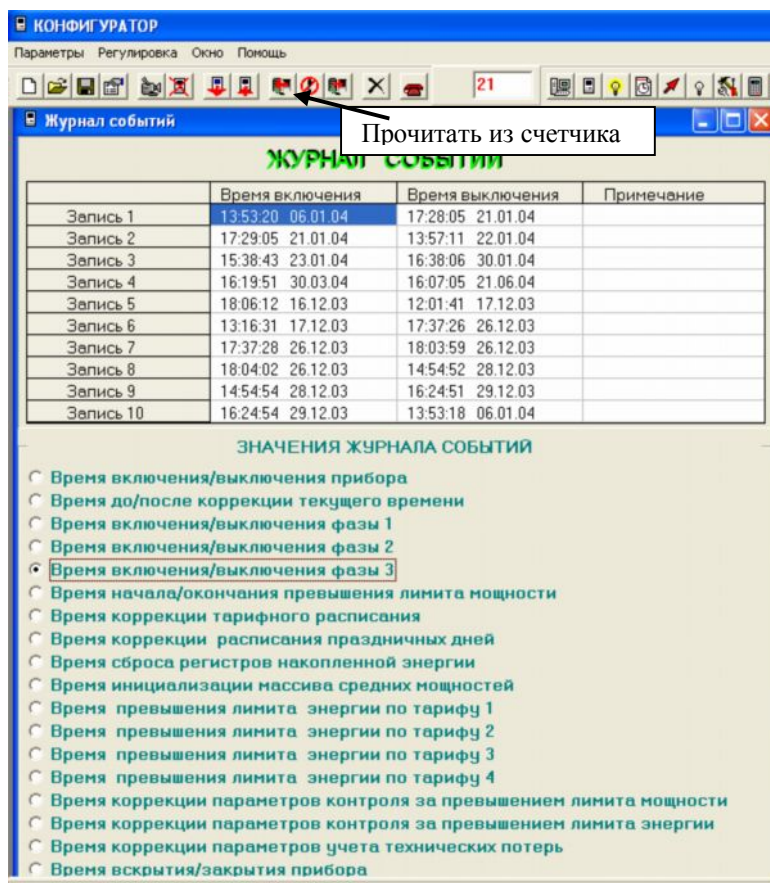 КОНФИГУРАТОР
Параметры Регулировка Окно Помощь
21
Журнал событий
Прочитать из счетчика
ЖУРНАЛ СОБЫТИЙ
Время включения Время выключения Примечание
Запись 1 13:53:20 06.01.04 17:28:05 21.01.04
Запись 2 17:29:05 21.01.04 13:57:11 22.01.04
Запись 3 15:38:43 23.01.04 16:38:06 30.01.04
Запись 4 16:19:51 30.03.04 16:07:05 21.06.04
Запись 5 18:06:12 16.12.03 12:01:41 17.12.03
Запись 6 13:16:31 17.12.03 17:37:26 26.12.03
Запись 7 17:37:28 26.12.03 18:03:59 26.12.03
Запись 8 18:04:02 26.12.03 14:54:52 28.12.03
Запись 9 14:54:54 28.12.03 16:24:51 29.12.03
Запись 10 16:24:54 29.12.03 13:53:18 06.01.04
ЗНАЧЕНИЯ ЖУРНАЛА СОБЫТИЙ
Время включения/выключения прибора
Время до/после коррекции текущего времени
Время включения/выключения фазы 1
Время включения/выключения фазы 2
Время включения/выключения фазы 3
Время начала/окончания превышения лимита мощности
Время коррекции тарифного расписания
Время коррекции расписания праздничных дней
Время сброса регистров накопленной энергии
Время инициализации массива средних мощностей
Время превышения лимита энергии по тарифу 1
Время превышения лимита энергии по тарифу 2
Время превышения лимита энергии по тарифу 3
Время превышения лимита энергии по тарифу 4
Время коррекции параметров контроля за превышением лимита мощности
Время коррекции параметров контроля за превышением лимита энергии
Время коррекции параметров учета технических потерь
Время вскрытия/закрытия прибора